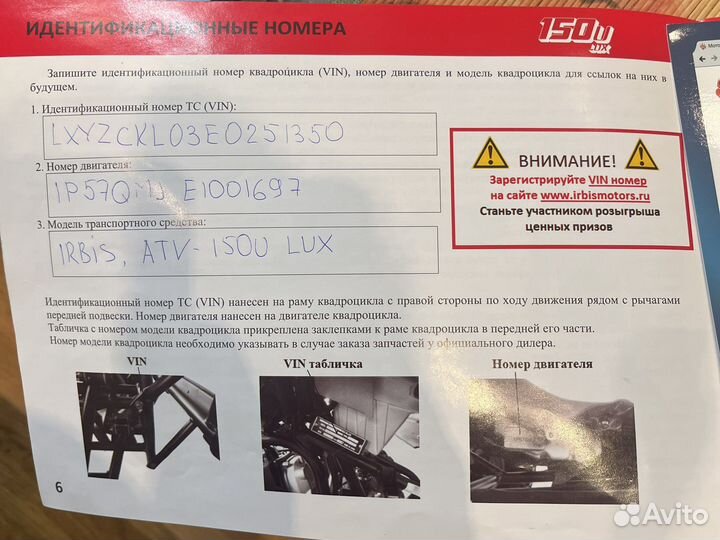 ИДЕНТИФИКАЦИОННЫЕ НОМЕРА
150U
LUX
Запишите идентификационный номер квадроцикла (VIN), номер двигателя и модель квадроцикла для ссылок на них в
будущем.
1. Идентификационный номер ТС (VIN):
LXYZCKL03E0251350
2. Номер двигателя:
1P57QMJ E1001697
3. Модель транспортного средства:
IRBIS, ATV-150U LUX
ВНИМАНИЕ!
Зарегистрируйте VIN номер
на сайте www.irbismotors.ru
Станьте участником розыгрыша
ценных призов
Идентификационный номер ТС (VIN) нанесен на раму квадроцикла с правой стороны по ходу движения рядом с рычагами
передней подвески. Номер двигателя нанесен на двигателе квадроцикла.
Табличка с номером модели квадроцикла прикреплена заклепками к раме квадроцикла в передней его части.
Номер модели квадроцикла необходимо указывать в случае заказа запчастей у официального дилера.
VIN
VIN табличка
Номер двигателя
6
Avito